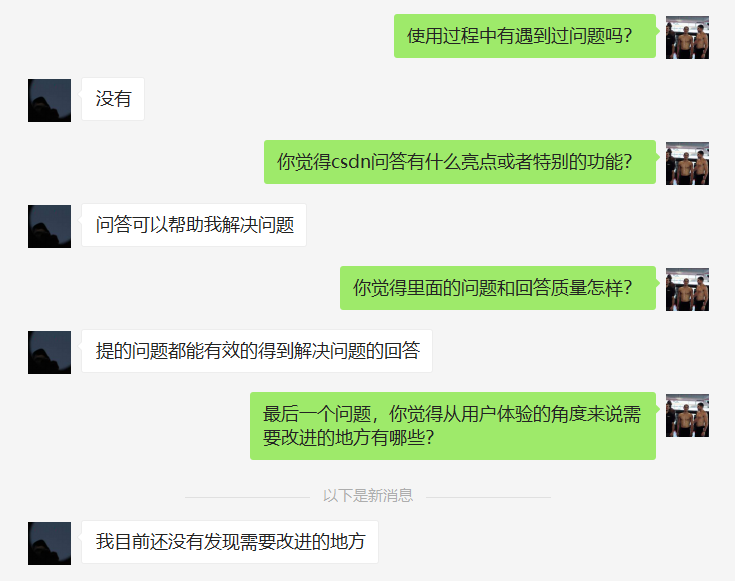 使用过程中有遇到过问题吗?
没有
你觉得csdn问答有什么亮点或者特别的功能?
问答可以帮助我解决问题
你觉得里面的问题和回答质量怎样?
提的问题都能有效的得到解决问题的回答
最后一个问题，你觉得从用户体验的角度来说需
要改进的地方有哪些?
以下是新消息
我目前还没有发现需要改进的地方